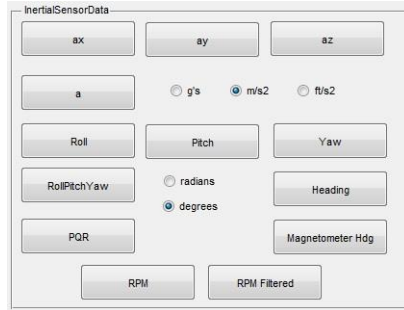 InertialSensorData
ax ay az
a g's m/s2 ft/s2
Roll Pitch Yaw
RollPitchYaw radians Heading
degrees
PQR Magnetometer Hdg
RPM RPM Filtered